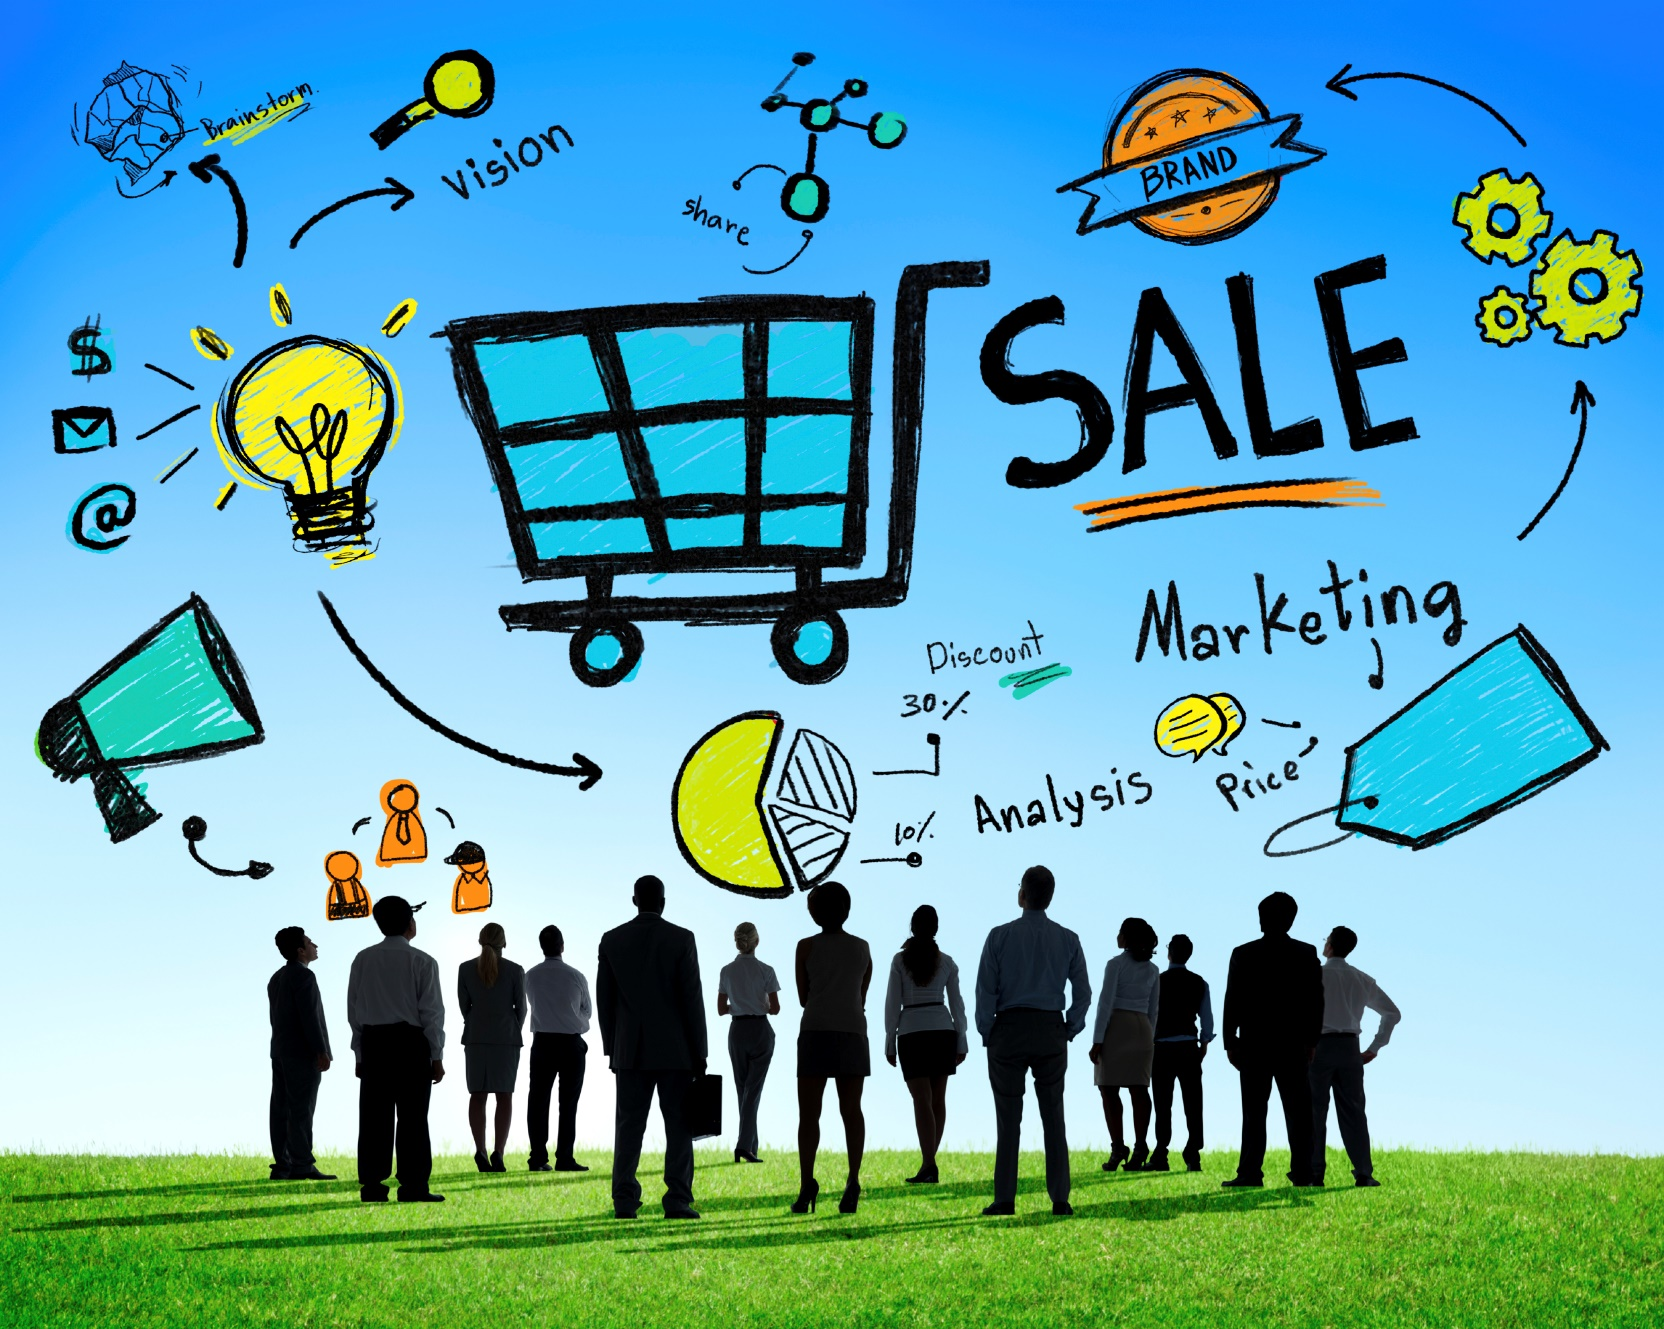 Brainstorm.
Vision
share
BRAND
SALE
$
@
Marketing
Discount
30%
Price
Analysis
10%